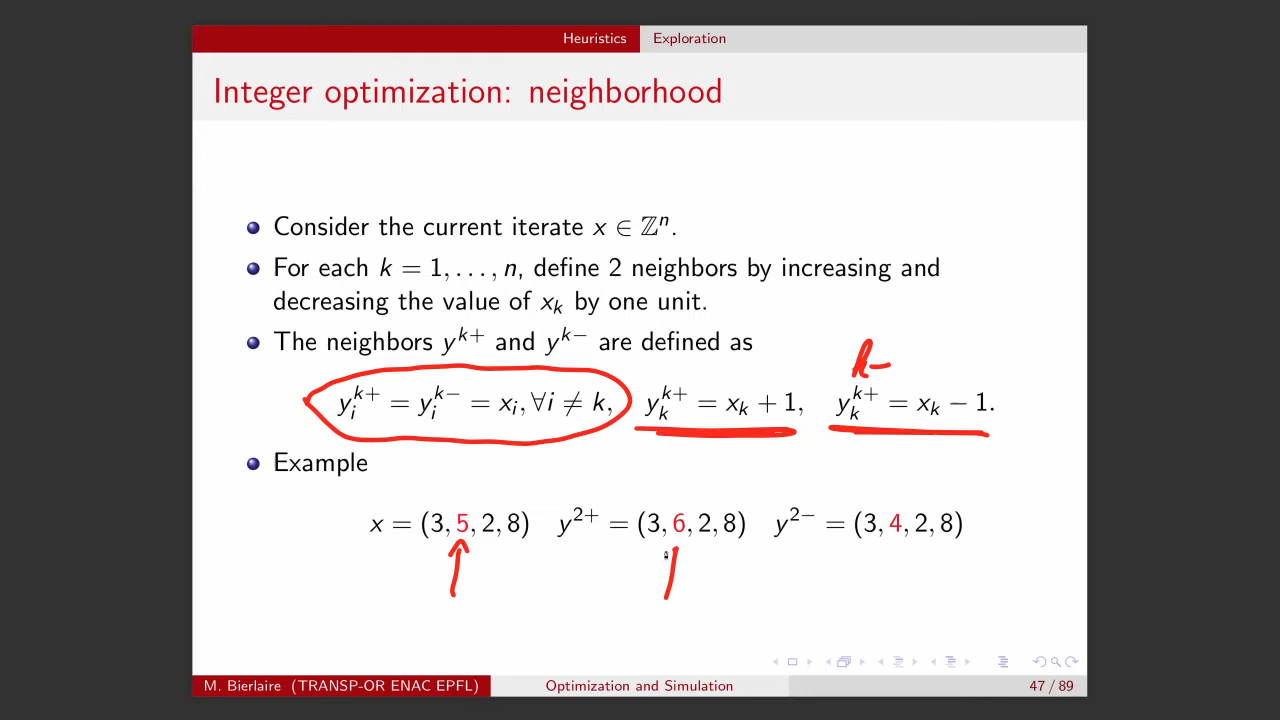 Heuristics Exploration
Integer optimization: neighborhood
Consider the current iterate x ∈ ℤⁿ.
For each k = 1, . . . , n, define 2 neighbors by increasing and
decreasing the value of xₖ by one unit.
The neighbors yᵏ⁺ and yᵏ⁻ are defined as
k-
yᵢᵏ⁺ = yᵢᵏ⁻ = xᵢ, ∀i ≠ k, yₖᵏ⁺ = xₖ + 1, yₖᵏ⁺ = xₖ − 1.
Example
x = (3, 5, 2, 8) y²⁺ = (3, 6, 2, 8) y²⁻ = (3, 4, 2, 8)
M. Bierlaire (TRANSP-OR ENAC EPFL) Optimization and Simulation 47 / 89